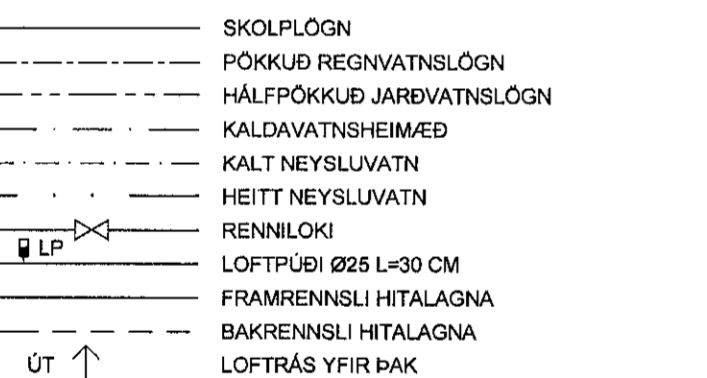 SKOLPLÖGN
PÖKKUÐ REGNVATNSLÖGN
HÁLFPÖKKUÐ JARÐVATNSLÖGN
KALDAVATNSHEIMÆÐ
KALT NEYSLUVATN
HEITT NEYSLUVATN
RENNILOKI
LP LOFTPÚÐI Ø25 L=30 CM
FRAMRENNSLI HITALAGNA
BAKRENNSLI HITALAGNA
ÚT LOFTRÁS YFIR ÞAK